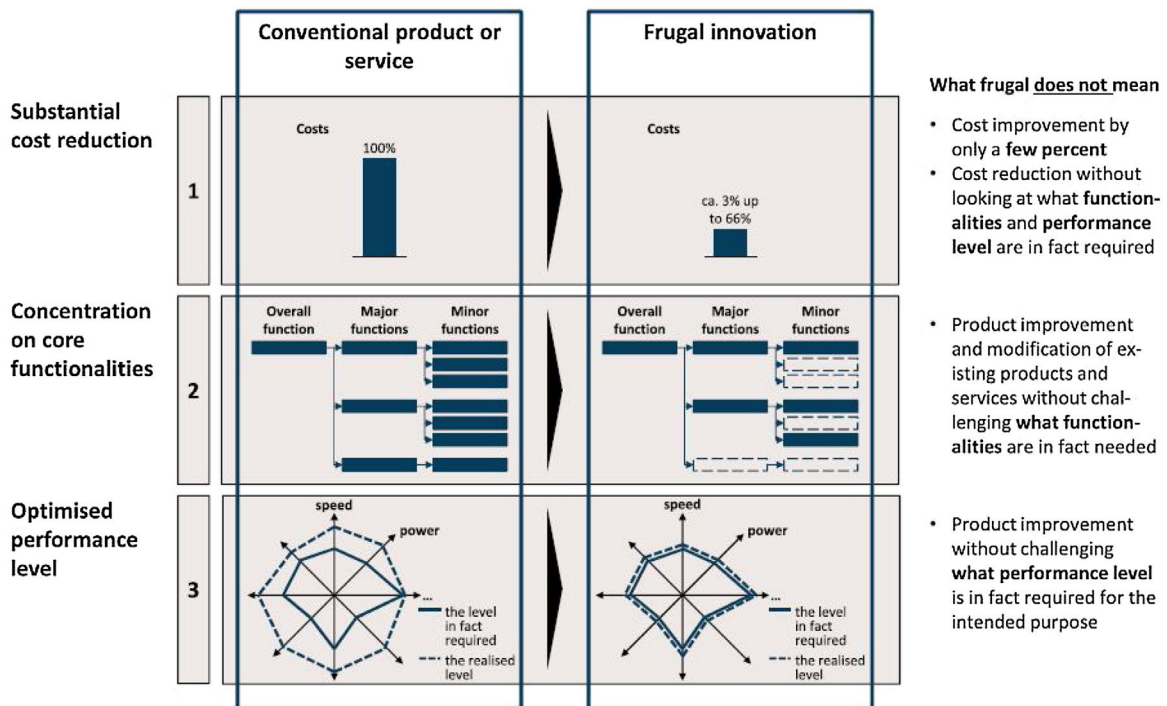 Conventional product or
service
Frugal innovation
What frugal does not mean
Substantial
cost reduction
1
Costs
100%
Costs
ca. 3% up
to 66%
• Cost improvement by
only a few percent
• Cost reduction without
looking at what function-
alities and performance
level are in fact required
Concentration
on core
functionalities
2
Overall
function
Major
functions
Minor
functions
Overall
function
Major
functions
Minor
functions
• Product improvement
and modification of ex-
isting products and
services without chal-
lenging what function-
alities are in fact needed
Optimised
performance
level
3
speed
power
...
the level
in fact
required
the realised
level
speed
power
...
the level
in fact
required
the realised
level
• Product improvement
without challenging
what performance level
is in fact required for the
intended purpose